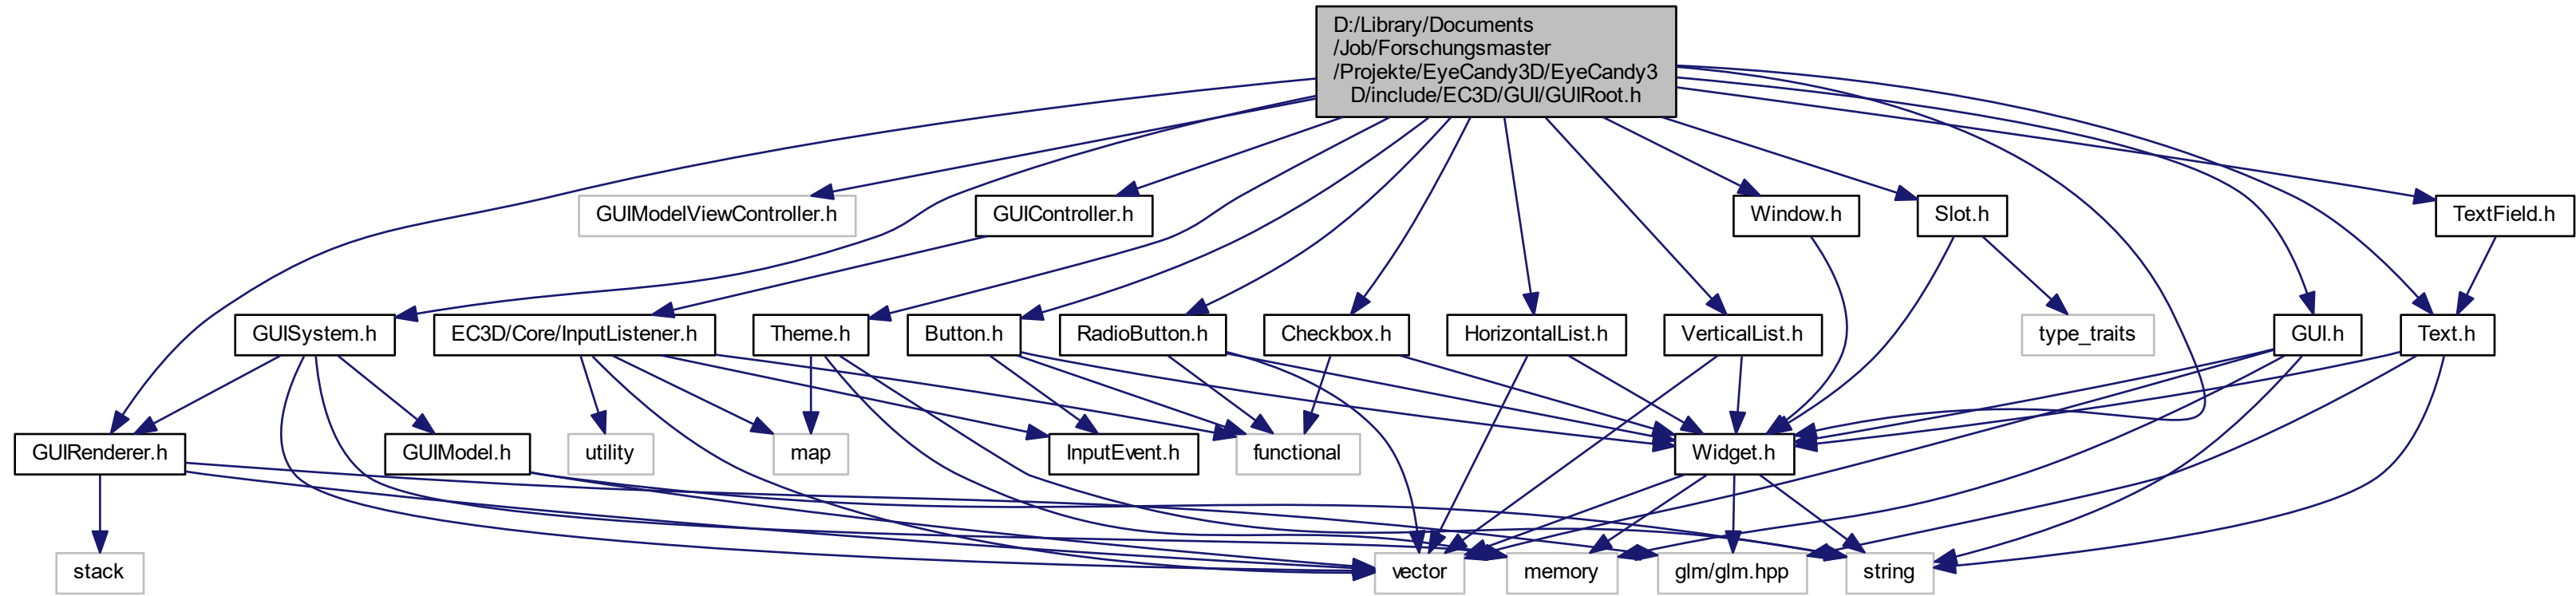 D:/Library/Documents
/Job/Forschungsmaster
/Projekte/EyeCandy3D/EyeCandy3
D/include/EC3D/GUI/GUIRoot.h
GUIModelViewController.h
GUIController.h
Window.h
Slot.h
TextField.h
GUISystem.h
EC3D/Core/InputListener.h
Theme.h
Button.h
RadioButton.h
Checkbox.h
HorizontalList.h
VerticalList.h
type_traits
GUI.h
Text.h
GUIRenderer.h
GUIModel.h
utility
map
InputEvent.h
functional
Widget.h
stack
vector
memory
glm/glm.hpp
string